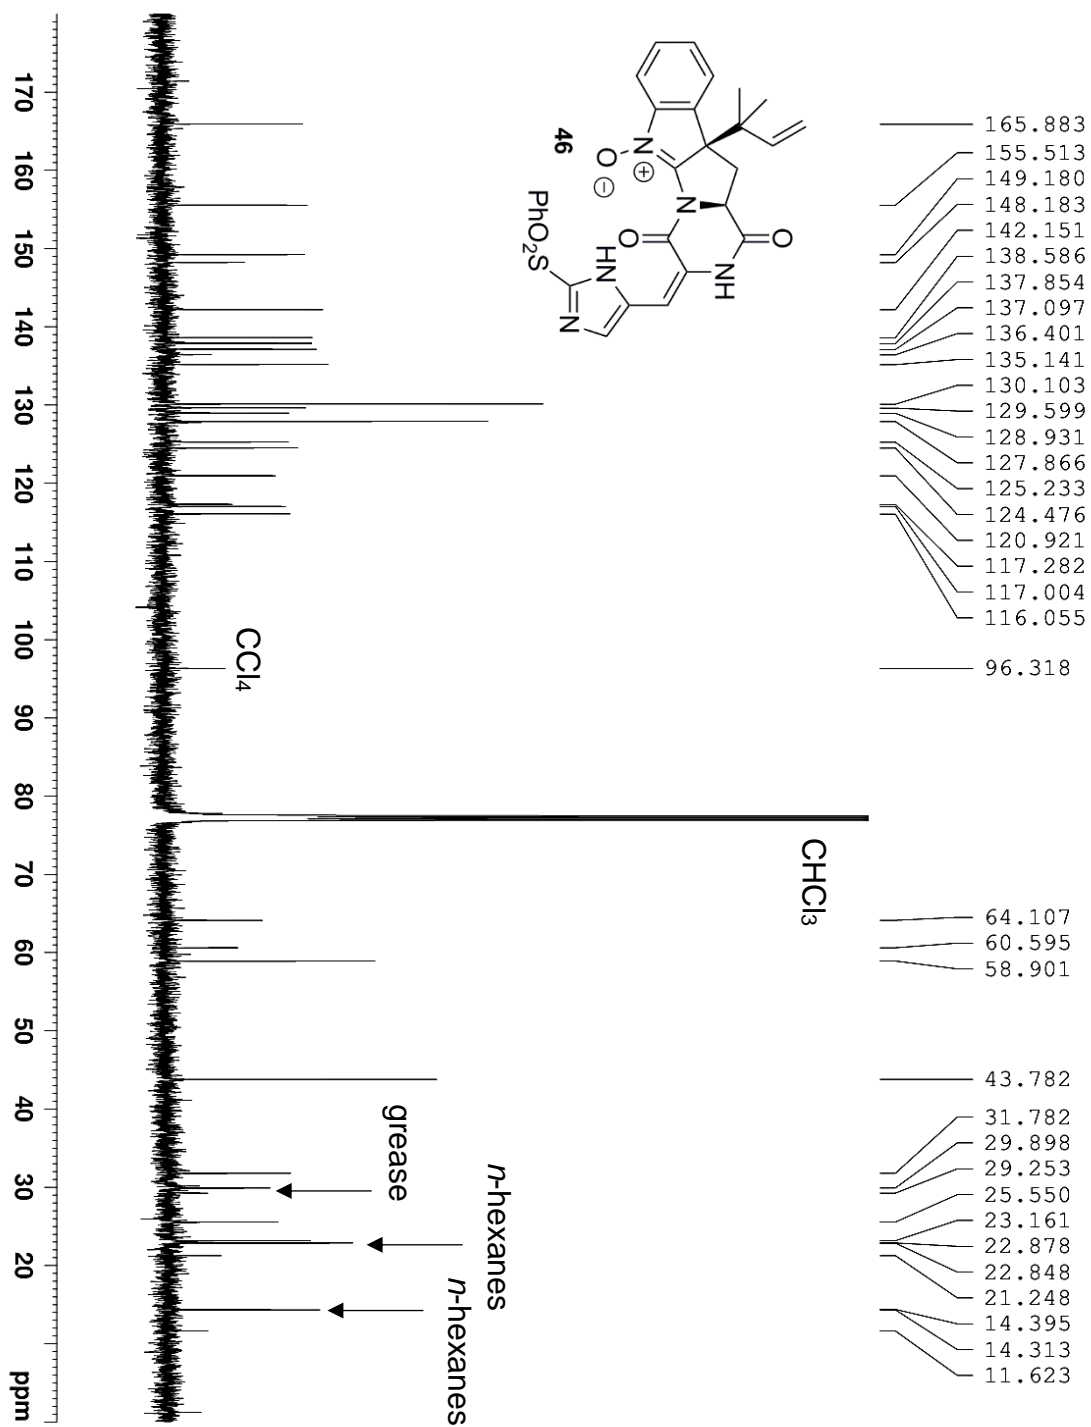 165.883
155.513
149.180
148.183
142.151
138.586
137.854
137.097
136.401
135.141
130.103
129.599
128.931
127.866
125.233
124.476
120.921
117.282
117.004
116.055
96.318
64.107
60.595
58.901
43.782
31.782
29.898
29.253
25.550
23.161
22.878
22.848
21.248
14.395
14.313
11.623
O
NH
N
O
N
⊕
O
⊖
HN
N
PhO₂S
46
CHCl₃
CCl₄
grease
n-hexanes
n-hexanes
170 160 150 140 130 120 110 100 90 80 70 60 50 40 30 20 ppm